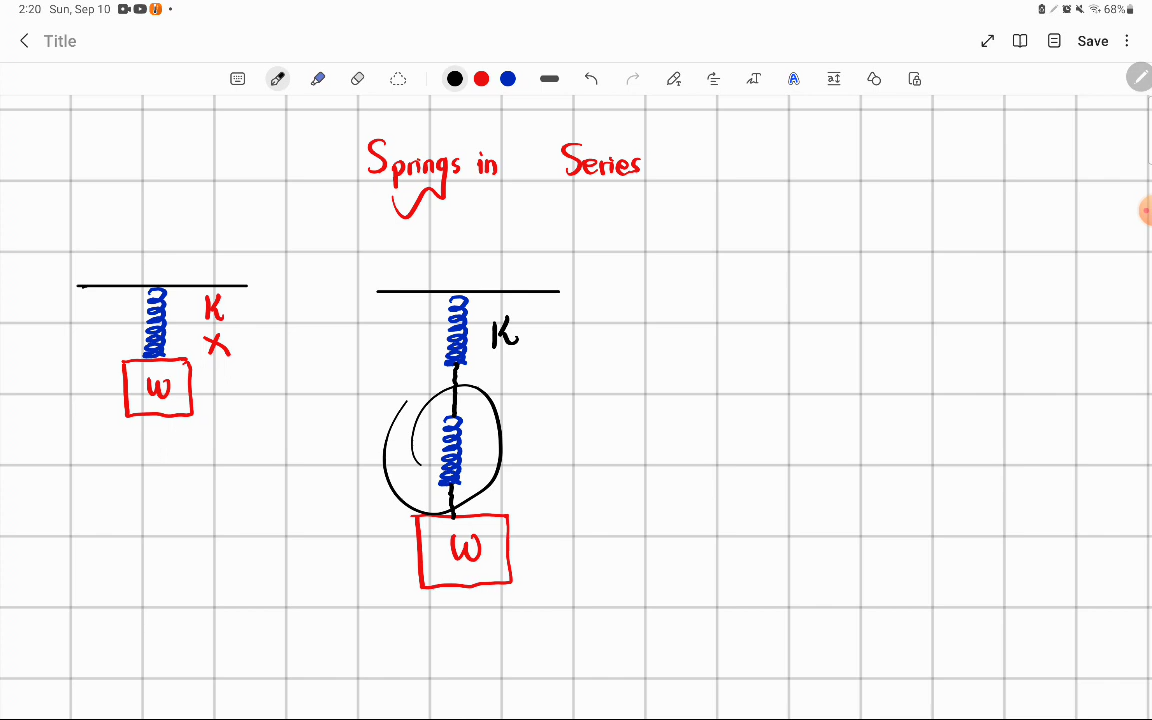 2:20 Sun, Sep 10
68%
Title
Save
Springs in Series
K
X
W
K
W